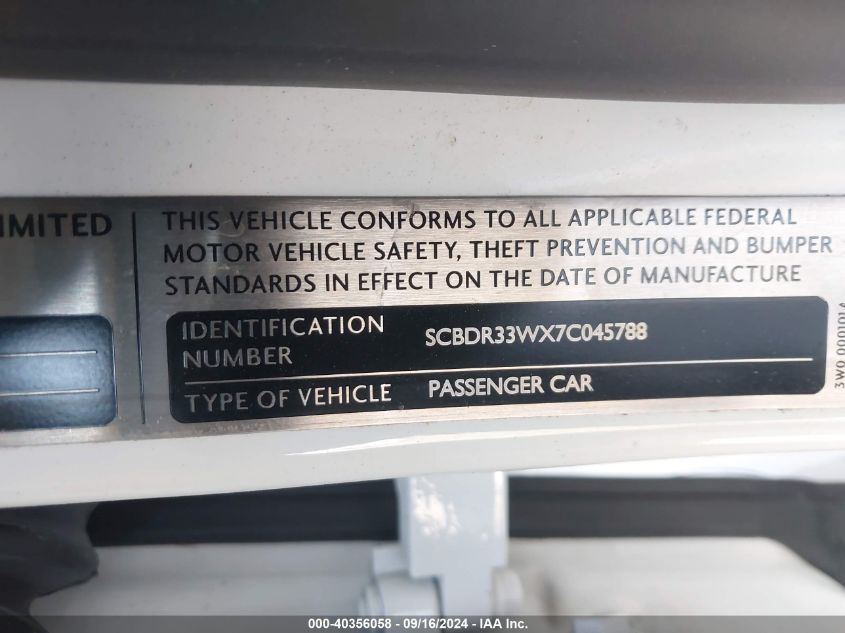 IMITED
THIS VEHICLE CONFORMS TO ALL APPLICABLE FEDERAL
MOTOR VEHICLE SAFETY, THEFT PREVENTION AND BUMPER
STANDARDS IN EFFECT ON THE DATE OF MANUFACTURE
IDENTIFICATION
NUMBER
SCBDR33WX7C045788
TYPE OF VEHICLE
PASSENGER CAR
3W0 000101A
000-40356058 - 09/16/2024 - IAA Inc.